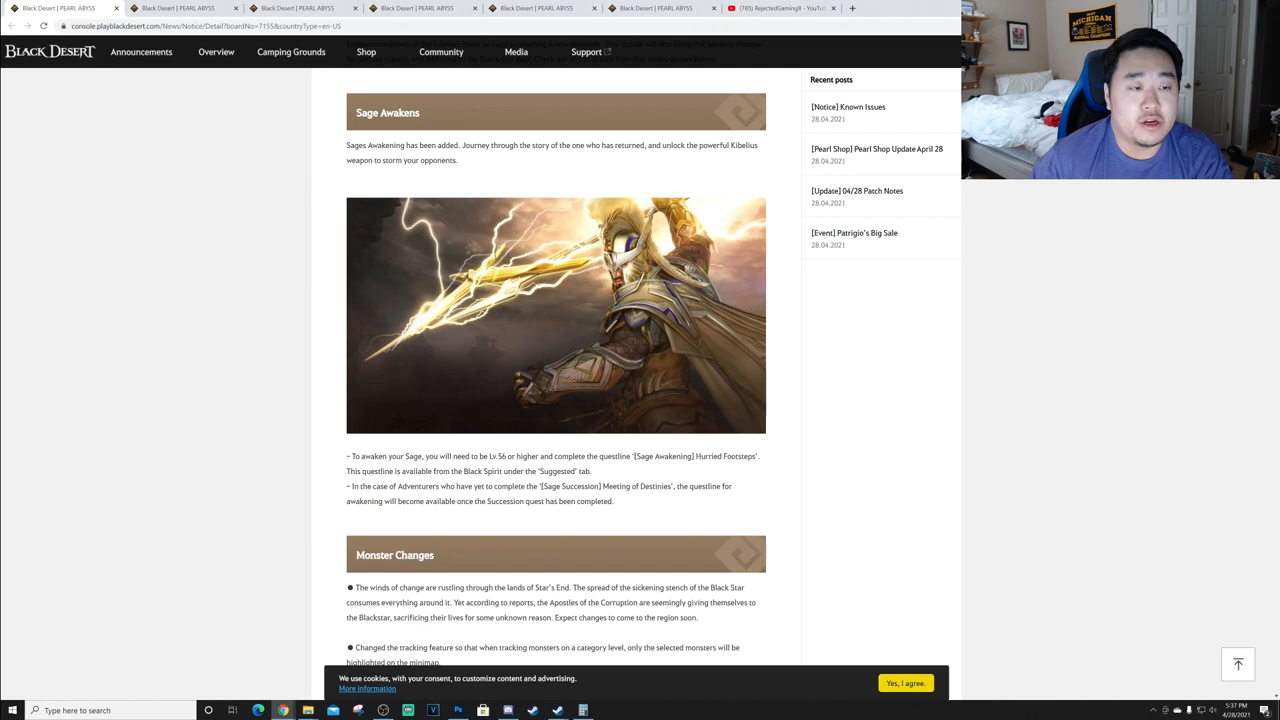 Black Desert | PEARL ABYSS
Black Desert | PEARL ABYSS
Black Desert | PEARL ABYSS
Black Desert | PEARL ABYSS
Black Desert | PEARL ABYSS
Black Desert | PEARL ABYSS
(765) RejectedGamingII - YouTu
console.playblackdesert.com/News/Notice/Detail?boardNo=7155&countryType=en-US
BLACK DESERT
Announcements
Overview
Camping Grounds
Shop
Community
Media
Support
Sage Awakens
Sages Awakening has been added. Journey through the story of the one who has returned, and unlock the powerful Kibelius
weapon to storm your opponents.
– To awaken your Sage, you will need to be Lv.56 or higher and complete the questline ‘[Sage Awakening] Hurried Footsteps’.
This questline is available from the Black Spirit under the ‘Suggested’ tab.
– In the case of Adventurers who have yet to complete the ‘[Sage Succession] Meeting of Destinies’, the questline for
awakening will become available once the Succession quest has been completed.
Monster Changes
● The winds of change are rustling through the lands of Star’s End. The spread of the sickening stench of the Black Star
consumes everything around it. Yet according to reports, the Apostles of the Corruption are seemingly giving themselves to
the Blackstar, sacrificing their lives for some unknown reason. Expect changes to come to the region soon.
● Changed the tracking feature so that when tracking monsters on a category level, only the selected monsters will be
highlighted on the minimap.
Recent posts
[Notice] Known Issues
28.04.2021
[Pearl Shop] Pearl Shop Update April 28
28.04.2021
[Update] 04/28 Patch Notes
28.04.2021
[Event] Patrigio's Big Sale
28.04.2021
MICHIGAN
NATIONAL CHAMPIONS
We use cookies, with your consent, to customize content and advertising.
More information
Yes, I agree.
Type here to search
5:37 PM
4/28/2021